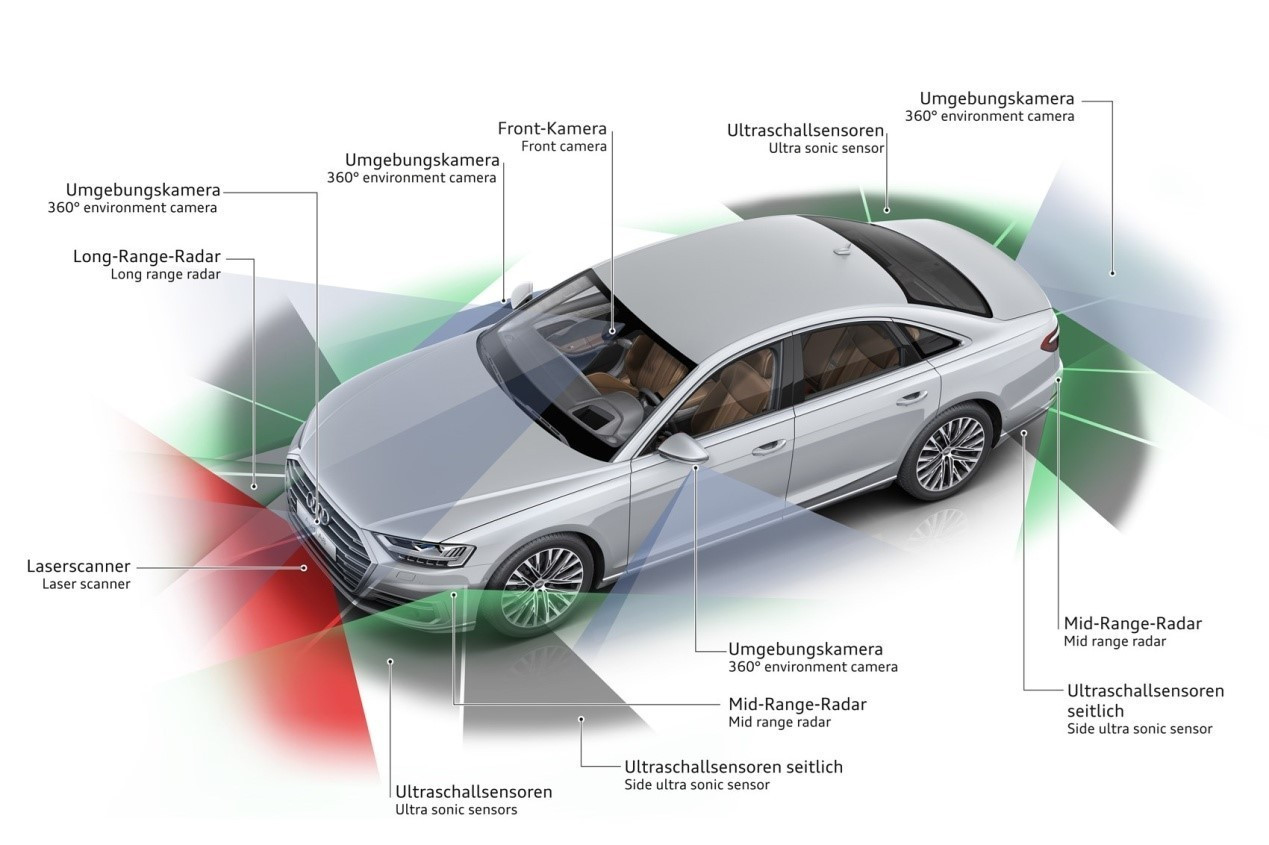 Umgebungskamera
360° environment camera
Ultraschallsensoren
Ultra sonic sensor
Front-Kamera
Front camera
Umgebungskamera
360° environment camera
Umgebungskamera
360° environment camera
Long-Range-Radar
Long range radar
Laserscanner
Laser scanner
Mid-Range-Radar
Mid range radar
Umgebungskamera
360° environment camera
Ultraschallsensoren
seitlich
Side ultra sonic sensor
Mid-Range-Radar
Mid range radar
Ultraschallsensoren seitlich
Side ultra sonic sensor
Ultraschallsensoren
Ultra sonic sensors